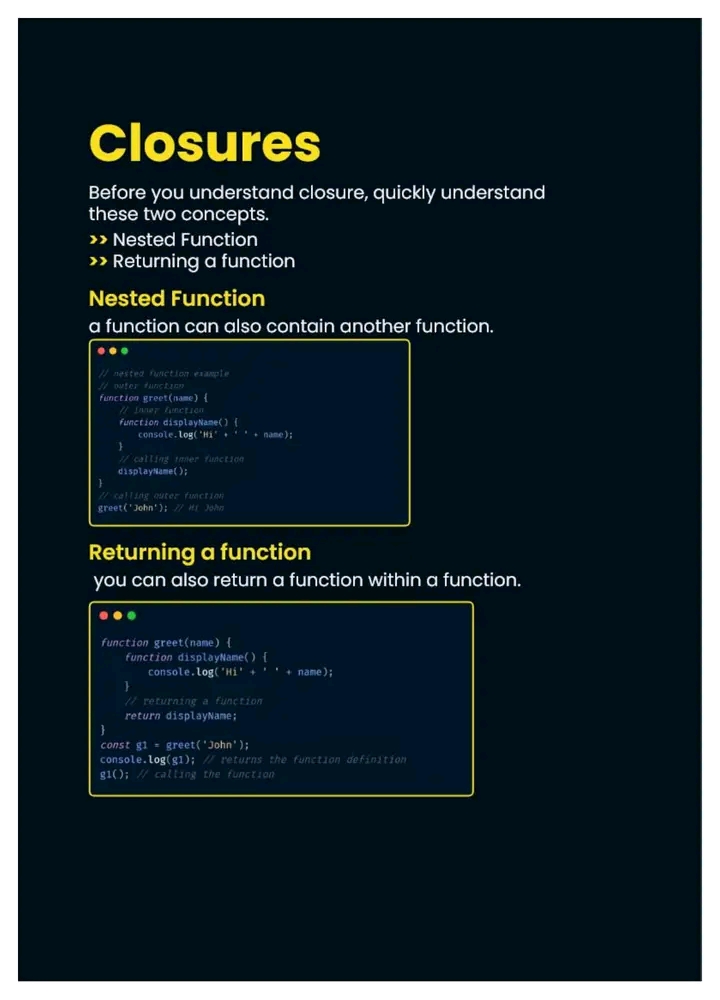 Closures
Before you understand closure, quickly understand
these two concepts.
>> Nested Function
>> Returning a function
Nested Function
a function can also contain another function.
// nested function example
// outer function
function greet(name) {
    // inner function
    function displayName() {
        console.log('Hi' + ' ' + name);
    }
    // calling inner function
    displayName();
}
// calling outer function
greet('John'); // Hi John
Returning a function
you can also return a function within a function.
function greet(name) {
    function displayName() {
        console.log('Hi' + ' ' + name);
    }
    // returning a function
    return displayName;
}
const g1 = greet('John');
console.log(g1); // returns the function definition
g1(); // calling the function